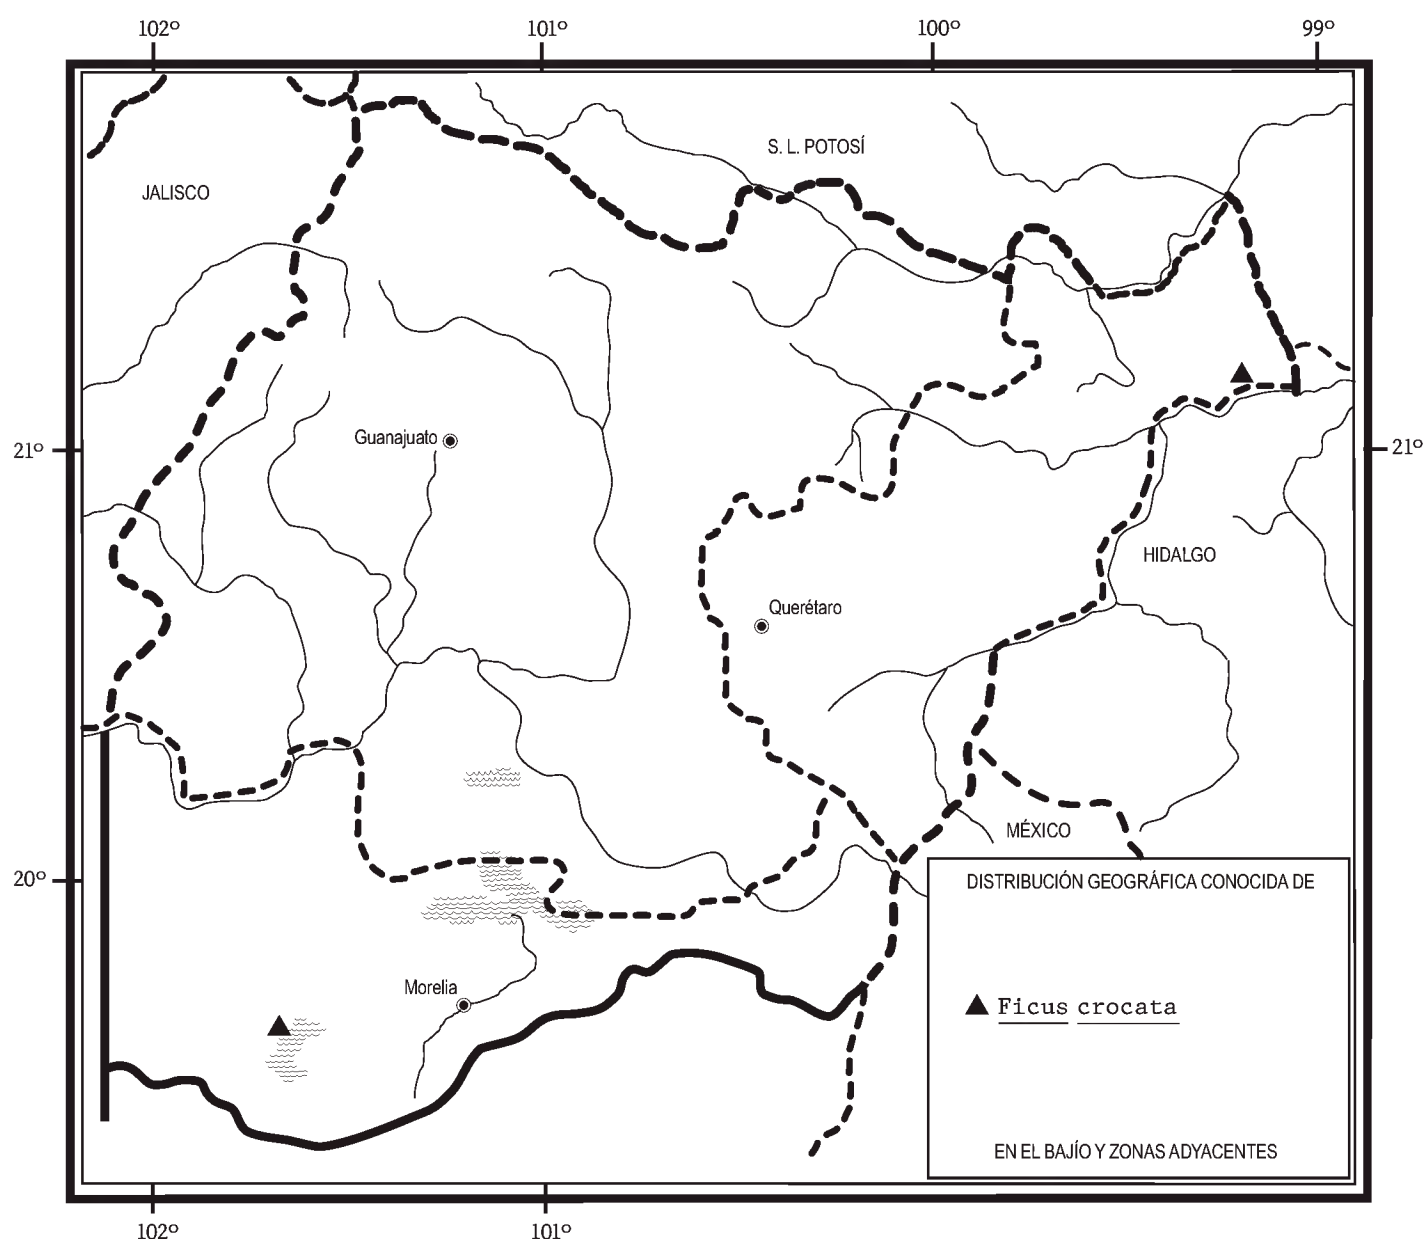 102º 101º 100º 99º
S. L. POTOSÍ
JALISCO
Guanajuato
21º 21º
HIDALGO
Querétaro
MÉXICO
20º
DISTRIBUCIÓN GEOGRÁFICA CONOCIDA DE
Morelia
Ficus crocata
EN EL BAJÍO Y ZONAS ADYACENTES
102º 101º